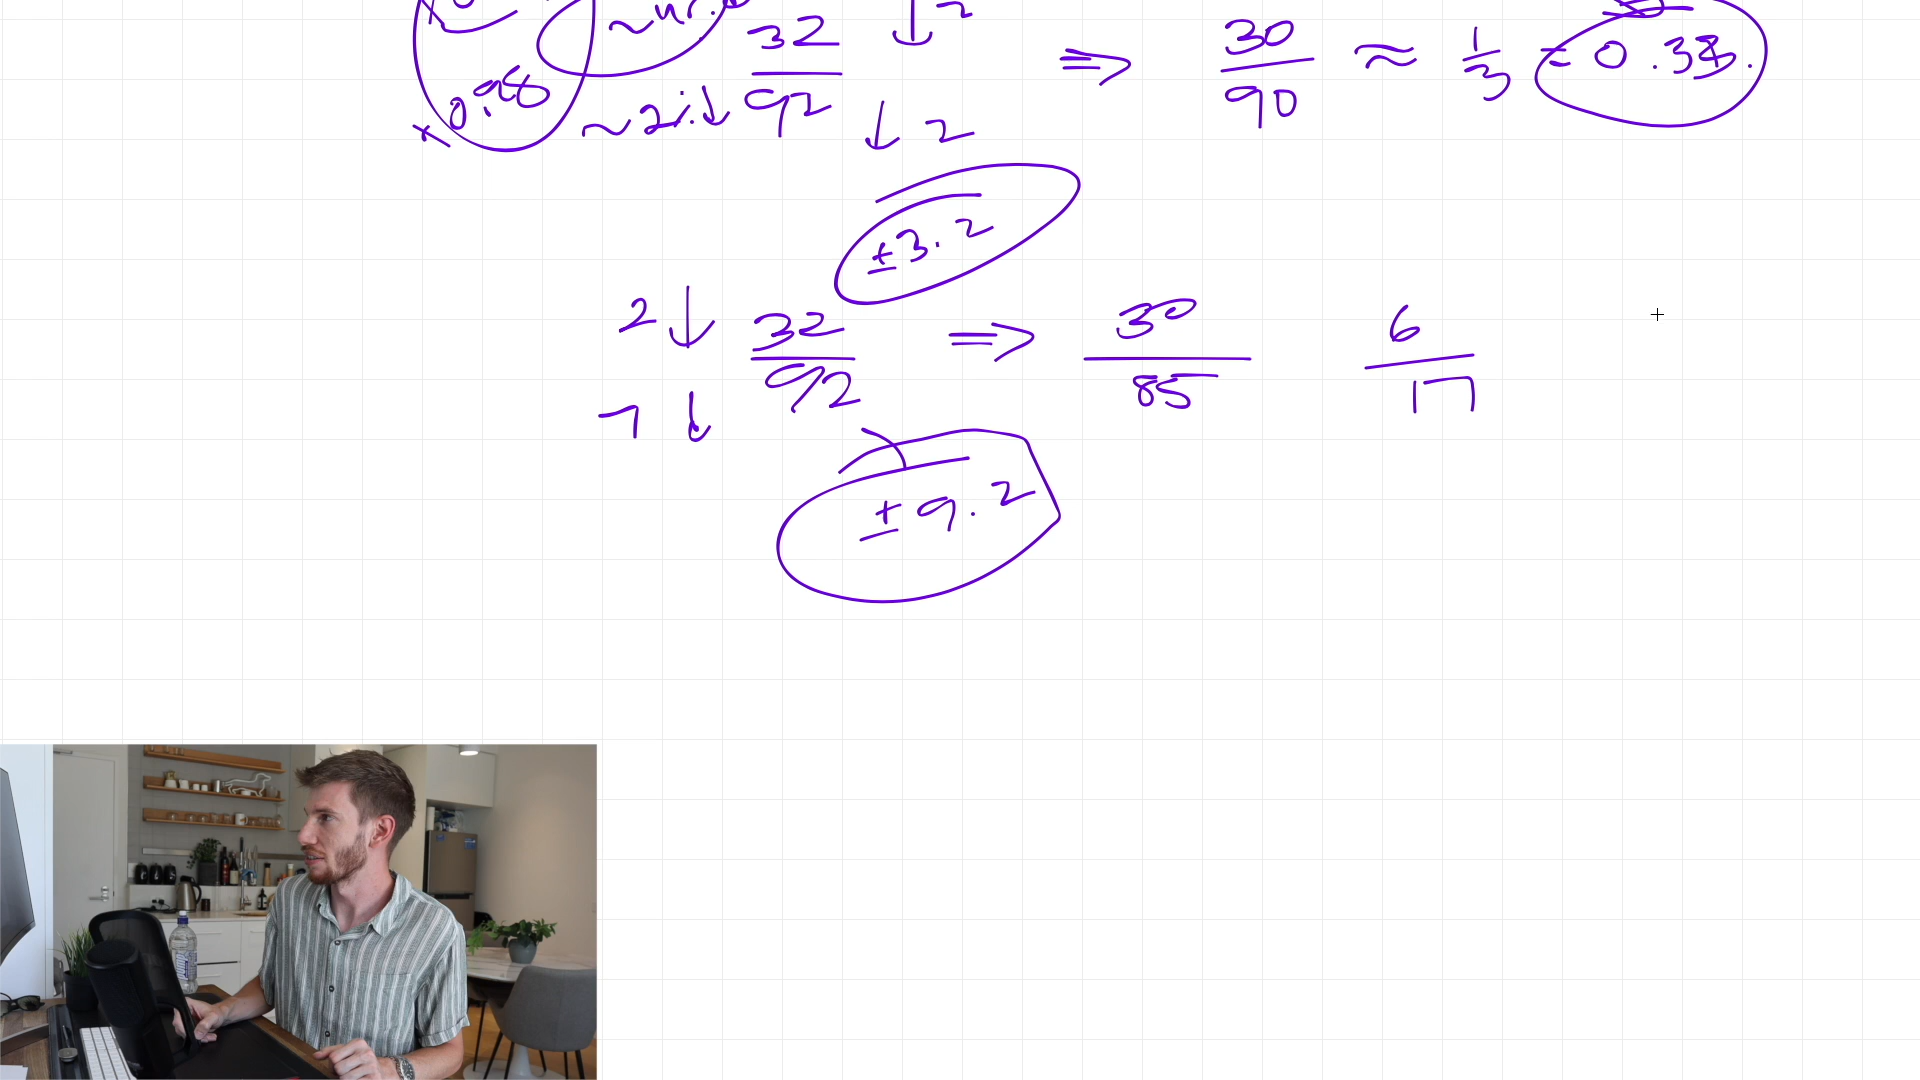 32 ↓2 ⇒ 30/90 ≈ 1/3 = 0.33.
x 0.98 ~2%↓ 92 ↓ 2
±3.2
2↓ 32 ⇒ 30 6
7↓ 92 85 17
±9.2